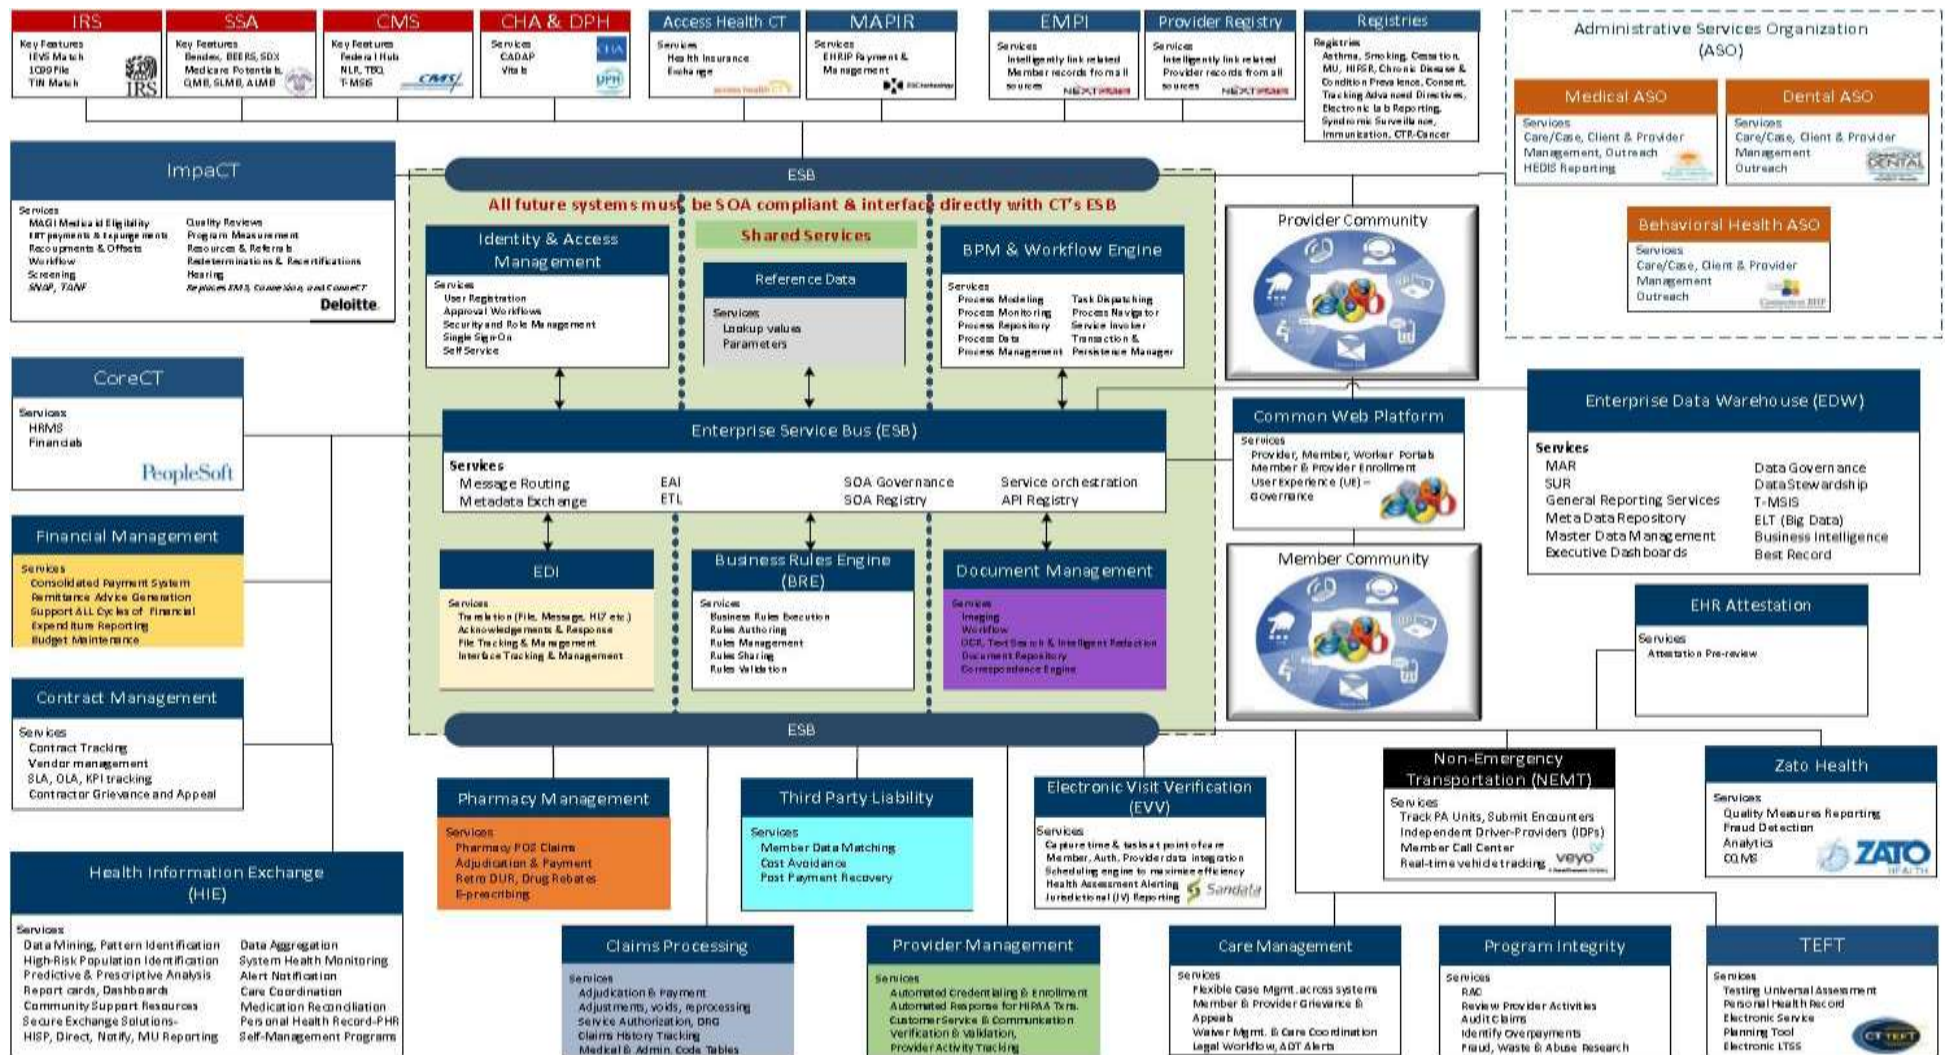 IRS
Key Features
IEVS Match
1099 File
TIN Match
IRS
SSA
Key Features
Bendex, BEERS, SDX
Medicare Potentials,
QMB, SLMB, ALMB
CMS
Key Features
Federal Hub
NLR, TBQ,
T-MSIS
CMS
CHA & DPH
Services
CADAP
Vitals
CHA
DPH
Access Health CT
Services
Health Insurance
Exchange
access health CT
MAPIR
Services
EHRIP Payment &
Management
EMPI
Services
Intelligently link related
Member records from all
sources
NEXTGATE
Provider Registry
Services
Intelligently link related
Provider records from all
sources
NEXTGATE
Registries
Registries
Asthma, Smoking, Cessation,
MU, HIPSR, Chronic Disease &
Condition Prevalence, Consent,
Tracking Advanced Directives,
Electronic lab Reporting,
Syndromic Surveillance,
Immunization, CTR-Cancer
Administrative Services Organization
(ASO)
Medical ASO
Services
Care/Case, Client & Provider
Management, Outreach
HEDIS Reporting
Dental ASO
Services
Care/Case, Client & Provider
Management
Outreach
DENTAL
Behavioral Health ASO
Services
Care/Case, Client & Provider
Management
Outreach
Connecticut BHP
ImpaCT
Services
MAGI Medicaid Eligibility
EBT payments & Expungements
Recoupments & Offsets
Workflow
Screening
SNAP, TANF
Quality Reviews
Program Measurement
Resources & Referrals
Redeterminations & Recertifications
Hearing
Replaces EMS, Connexion, and ConneCT
Deloitte.
ESB
All future systems must be SOA compliant & interface directly with CT's ESB
Identity & Access
Management
Services
User Registration
Approval Workflows
Security and Role Management
Single Sign-On
Self Service
Shared Services
Reference Data
Services
Lookup values
Parameters
BPM & Workflow Engine
Services
Process Modeling
Process Monitoring
Process Repository
Process Data
Process Management
Task Dispatching
Process Navigator
Service Invoker
Transaction &
Persistence Manager
Provider Community
CoreCT
Services
HRMS
Financials
PeopleSoft
Enterprise Service Bus (ESB)
Services
Message Routing
Metadata Exchange
EAI
ETL
SOA Governance
SOA Registry
Service orchestration
API Registry
Common Web Platform
Services
Provider, Member, Worker Portals
Member & Provider Enrollment
User Experience (UE) –
Governance
Enterprise Data Warehouse (EDW)
Services
MAR
SUR
General Reporting Services
Meta Data Repository
Master Data Management
Executive Dashboards
Data Governance
Data Stewardship
T-MSIS
ELT (Big Data)
Business Intelligence
Best Record
Financial Management
Services
Consolidated Payment System
Remittance Advice Generation
Support ALL Cycles of Financial
Expenditure Reporting
Budget Maintenance
EDI
Services
Translation (File, Message, HL7 etc.)
Acknowledgements & Response
File Tracking & Management
Interface Tracking & Management
Business Rules Engine
(BRE)
Services
Business Rules Execution
Rules Authoring
Rules Management
Rules Sharing
Rules Validation
Document Management
Services
Imaging
Workflow
OCR, Text Search & Intelligent Redaction
Document Repository
Correspondence Engine
Member Community
EHR Attestation
Services
Attestation Pre-review
Contract Management
Services
Contract Tracking
Vendor management
SLA, OLA, KPI tracking
Contractor Grievance and Appeal
ESB
Pharmacy Management
Services
Pharmacy POS Claims
Adjudication & Payment
Retro DUR, Drug Rebates
E-prescribing
Third Party Liability
Services
Member Data Matching
Cost Avoidance
Post Payment Recovery
Electronic Visit Verification
(EVV)
Services
Capture time & tasks at point of care
Member, Auth, Provider data integration
Scheduling engine to maximize efficiency
Health Assessment Alerting
Jurisdictional (JV) Reporting
Sandata
Non-Emergency
Transportation (NEMT)
Services
Track PA Units, Submit Encounters
Independent Driver-Providers (IDPs)
Member Call Center
Real-time vehicle tracking
veyo
Zato Health
Services
Quality Measures Reporting
Fraud Detection
Analytics
CQMS
ZATO
HEALTH
Health Information Exchange
(HIE)
Services
Data Mining, Pattern Identification
High-Risk Population Identification
Predictive & Prescriptive Analysis
Report cards, Dashboards
Community Support Resources
Secure Exchange Solutions-
HISP, Direct, Notify, MU Reporting
Data Aggregation
System Health Monitoring
Alert Notification
Care Coordination
Medication Reconciliation
Personal Health Record-PHR
Self-Management Programs
Claims Processing
Services
Adjudication & Payment
Adjustments, voids, reprocessing
Service Authorization, DRG
Claims History Tracking
Medical & Admin. Code Tables
Provider Management
Services
Automated Credentialing & Enrollment
Automated Response for HIPAA Txns.
Customer Service & Communication
Verification & Validation,
Provider Activity Tracking
Care Management
Services
Flexible Case Mgmt. across systems
Member & Provider Grievance &
Appeals
Waiver Mgmt. & Care Coordination
Legal Workflow, ADT Alerts
Program Integrity
Services
RAC
Review Provider Activities
Audit Claims
Identify Overpayments
Fraud, Waste & Abuse Research
TEFT
Services
Testing Universal Assessment
Personal Health Record
Electronic Service
Planning Tool
Electronic LTSS
CT TEFT